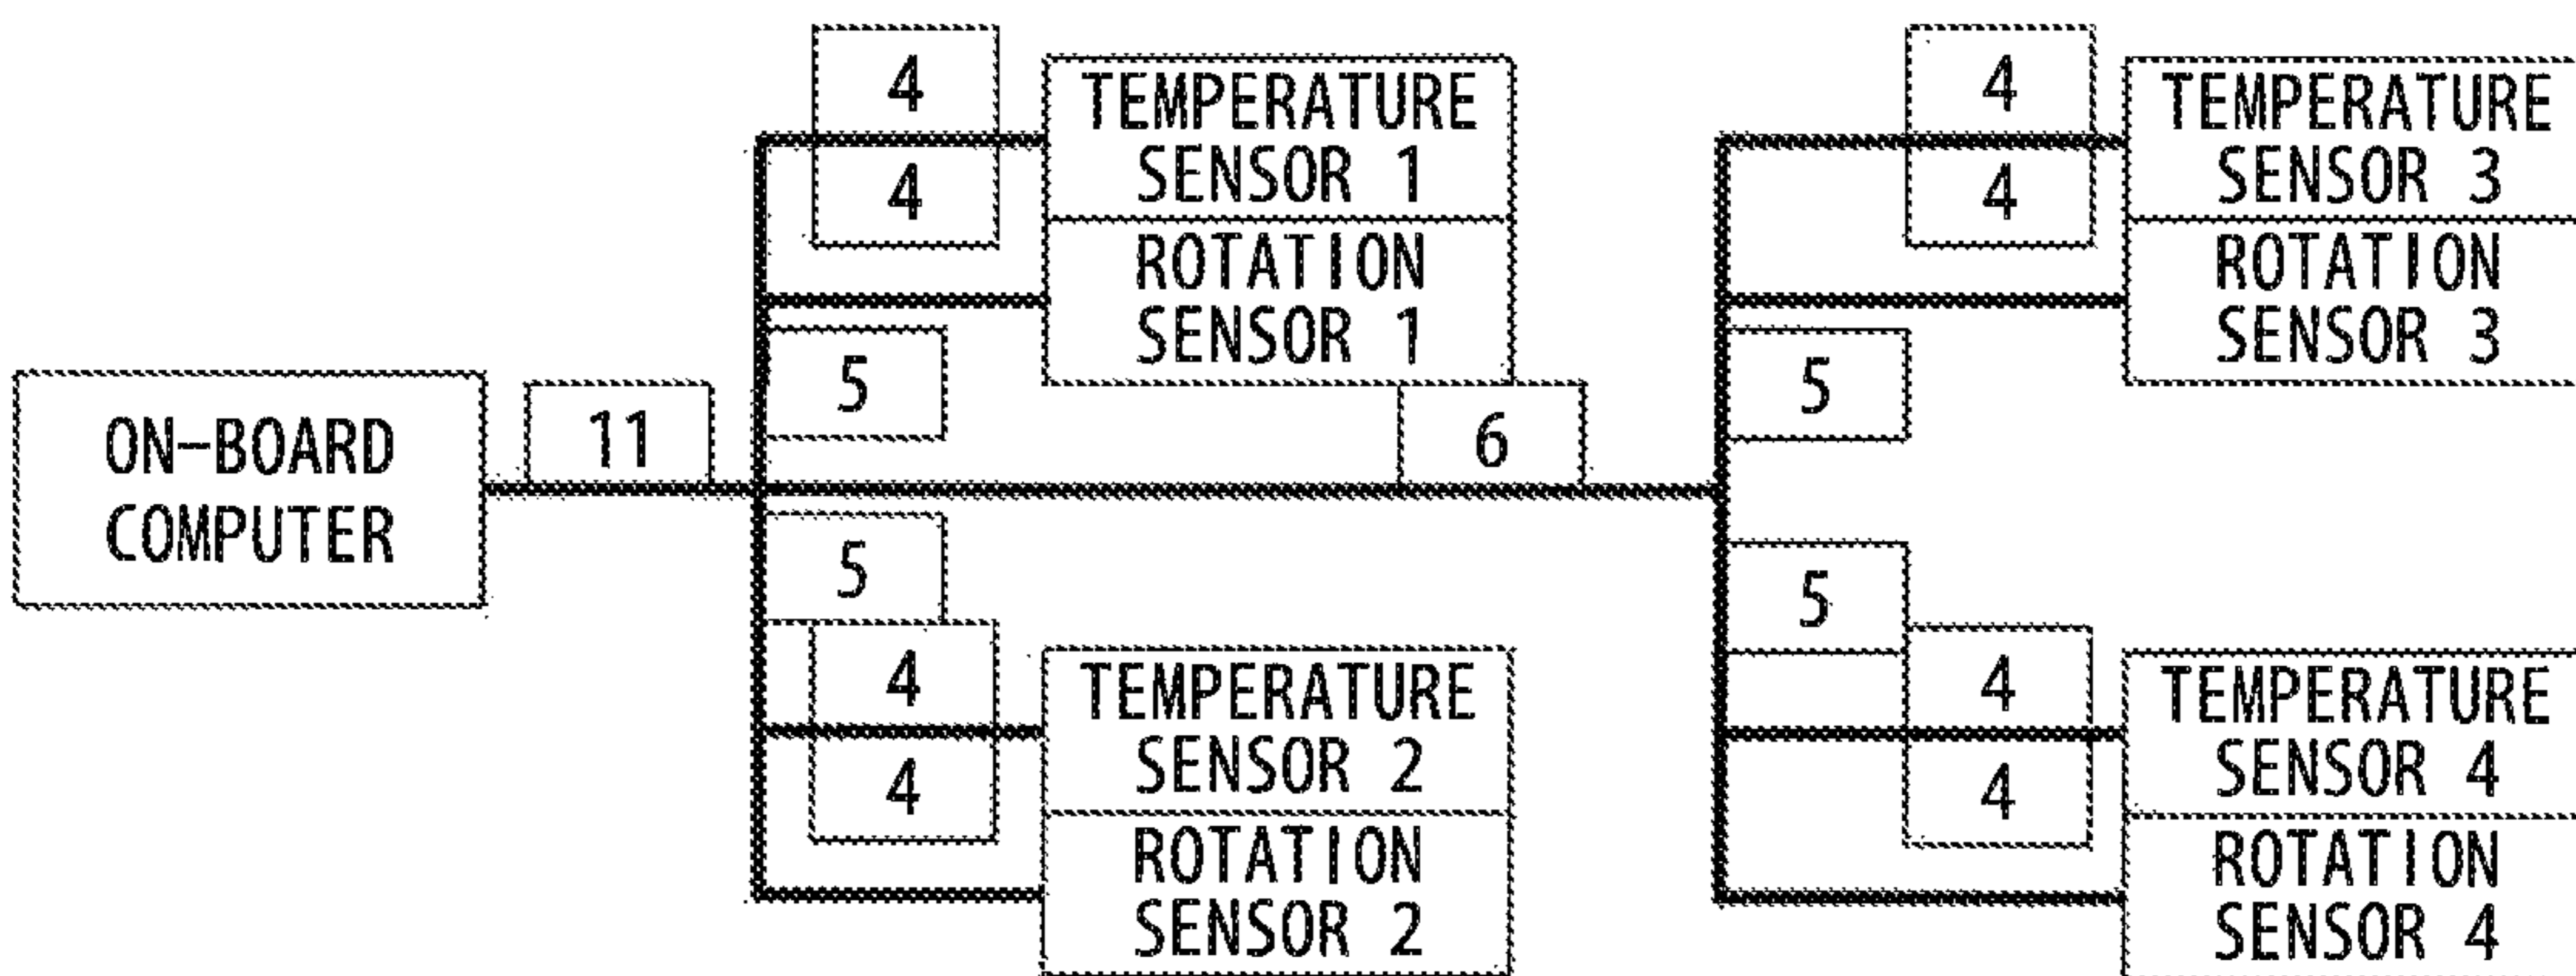 4
4
TEMPERATURE
SENSOR 1
ROTATION
SENSOR 1
5
ON-BOARD
COMPUTER
11
6
5
4
4
TEMPERATURE
SENSOR 2
ROTATION
SENSOR 2
4
4
TEMPERATURE
SENSOR 3
ROTATION
SENSOR 3
5
5
4
4
TEMPERATURE
SENSOR 4
ROTATION
SENSOR 4